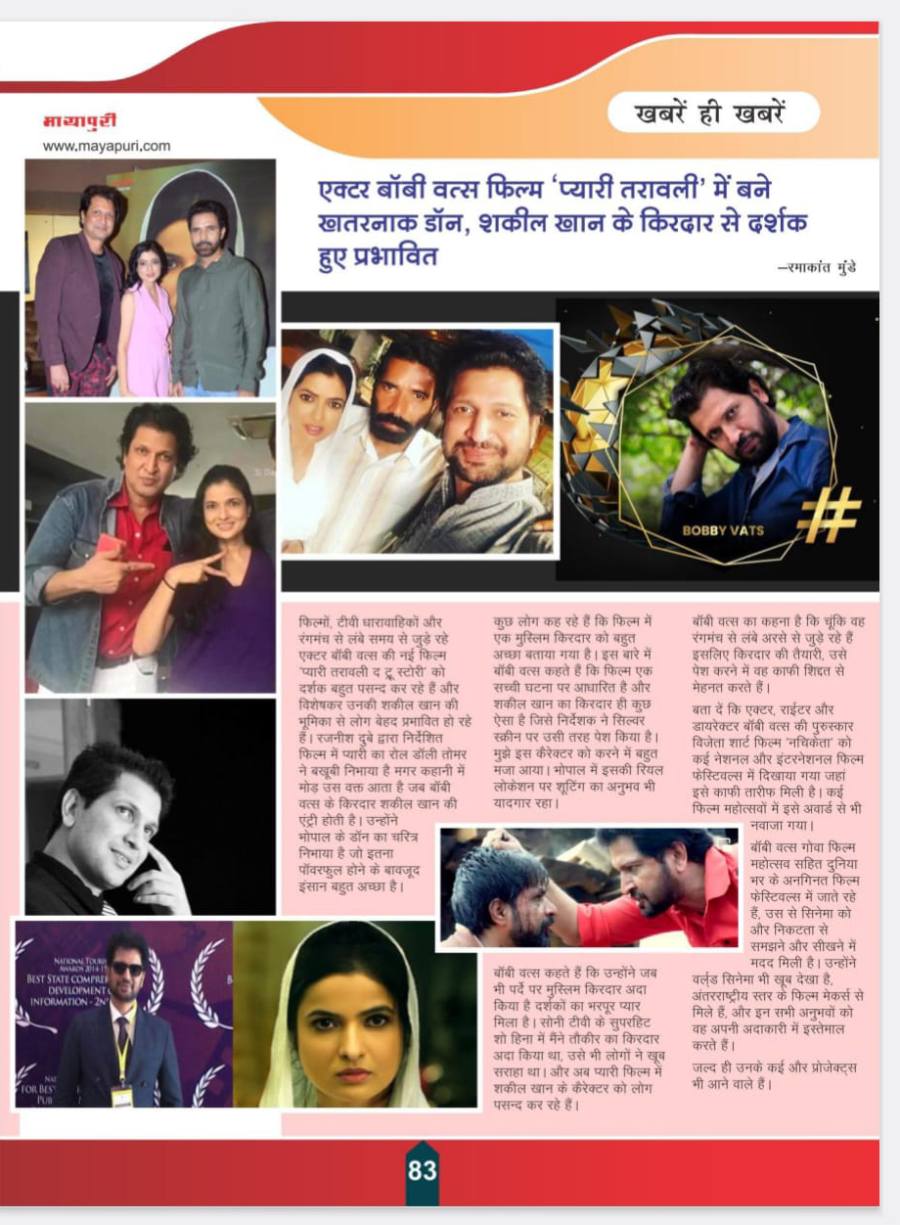 मायापुरी
www.mayapuri.com
खबरें ही खबरें
एक्टर बॉबी वत्स फिल्म ‘प्यारी तरावली’ में बने
खतरनाक डॉन, शकील खान के किरदार से दर्शक
हुए प्रभावित
—रमाकांत मुंडे
BOBBY VATS
#
फिल्मों, टीवी धारावाहिकों और
रंगमंच से लंबे समय से जुड़े रहे
एक्टर बॉबी वत्स की नई फिल्म
'प्यारी तरावली द ट्रू स्टोरी' को
दर्शक बहुत पसन्द कर रहे हैं और
विशेषकर उनकी शकील खान की
भूमिका से लोग बेहद प्रभावित हो रहे
हैं। रजनीश दुबे द्वारा निर्देशित
फिल्म में प्यारी का रोल डॉली तोमर
ने बखूबी निभाया है मगर कहानी में
मोड़ उस वक्त आता है जब बॉबी
वत्स के किरदार शकील खान की
एंट्री होती है। उन्होंने
भोपाल के डॉन का चरित्र
निभाया है जो इतना
पॉवरफुल होने के बावजूद
इंसान बहुत अच्छा है।
कुछ लोग कह रहे हैं कि फिल्म में
एक मुस्लिम किरदार को बहुत
अच्छा बताया गया है। इस बारे में
बॉबी वत्स कहते हैं कि फिल्म एक
सच्ची घटना पर आधारित है और
शकील खान का किरदार ही कुछ
ऐसा है जिसे निर्देशक ने सिल्वर
स्क्रीन पर उसी तरह पेश किया है।
मुझे इस कैरेक्टर को करने में बहुत
मजा आया। भोपाल में इसकी रियल
लोकेशन पर शूटिंग का अनुभव भी
यादगार रहा।
बॉबी वत्स कहते हैं कि उन्होंने जब
भी पर्दे पर मुस्लिम किरदार अदा
किया है दर्शकों का भरपूर प्यार
मिला है। सोनी टीवी के सुपरहिट
शो हिना में मैंने तौकीर का किरदार
अदा किया था, उसे भी लोगों ने खूब
सराहा था। और अब प्यारी फिल्म में
शकील खान के कैरेक्टर को लोग
पसन्द कर रहे हैं।
बॉबी वत्स का कहना है कि चूंकि वह
रंगमंच से लंबे अरसे से जुड़े रहे हैं
इसलिए किरदार की तैयारी, उसे
पेश करने में वह काफी शिद्दत से
मेहनत करते हैं।
बता दें कि एक्टर, राईटर और
डायरेक्टर बॉबी वत्स की पुरुस्कार
विजेता शार्ट फिल्म 'नचिकेता' को
कई नेशनल और इंटरनेशनल फिल्म
फेस्टिवल्स में दिखाया गया जहां
इसे काफी तारीफ मिली है। कई
फिल्म महोत्सवों में इसे अवार्ड से भी
नवाजा गया।
बॉबी वत्स गोवा फिल्म
महोत्सव सहित दुनिया
भर के अनगिनत फिल्म
फेस्टिवल्स में जाते रहे
हैं, उस से सिनेमा को
और निकटता से
समझने और सीखने में
मदद मिली है। उन्होंने
वर्ल्ड सिनेमा भी खूब देखा है,
अंतरराष्ट्रीय स्तर के फिल्म मेकर्स से
मिले हैं, और इन सभी अनुभवों को
वह अपनी अदाकारी में इस्तेमाल
करते हैं।
जल्द ही उनके कई और प्रोजेक्ट्स
भी आने वाले हैं।
NATIONAL TOURI
AWARDS 2014-1
BEST STATE COMPRE
DEVELOPMENT
INFORMATION - 2N
NAT
FOR BES
PUB
83